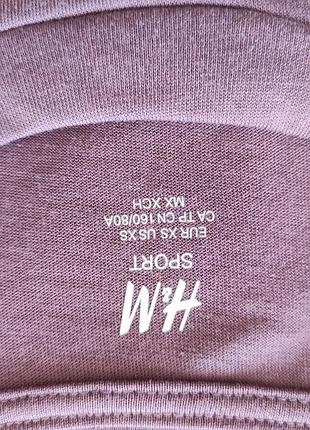 H&M
SPORT
EUR XS US XS
CA TP CN 160/80A
MX XCH